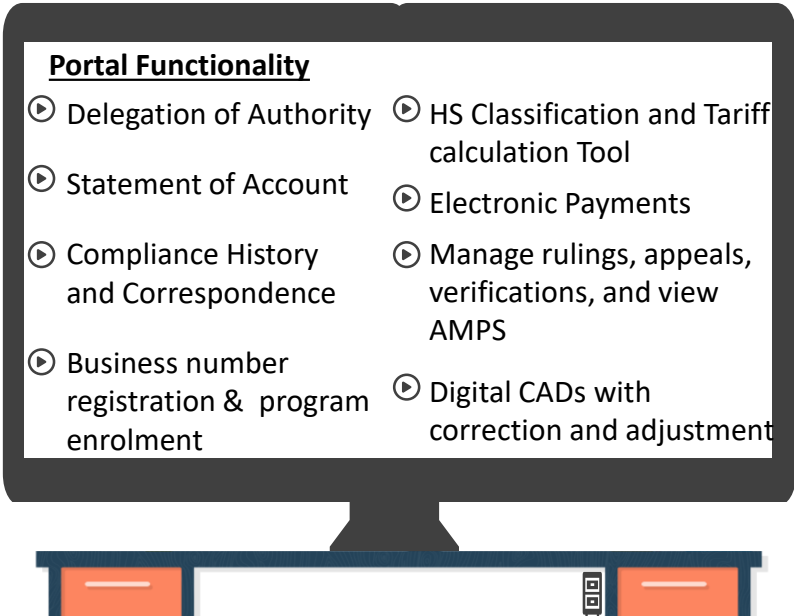 Portal Functionality
Delegation of Authority
Statement of Account
Compliance History
and Correspondence
Business number
registration & program
enrolment
HS Classification and Tariff
calculation Tool
Electronic Payments
Manage rulings, appeals,
verifications, and view
AMPS
Digital CADs with
correction and adjustment